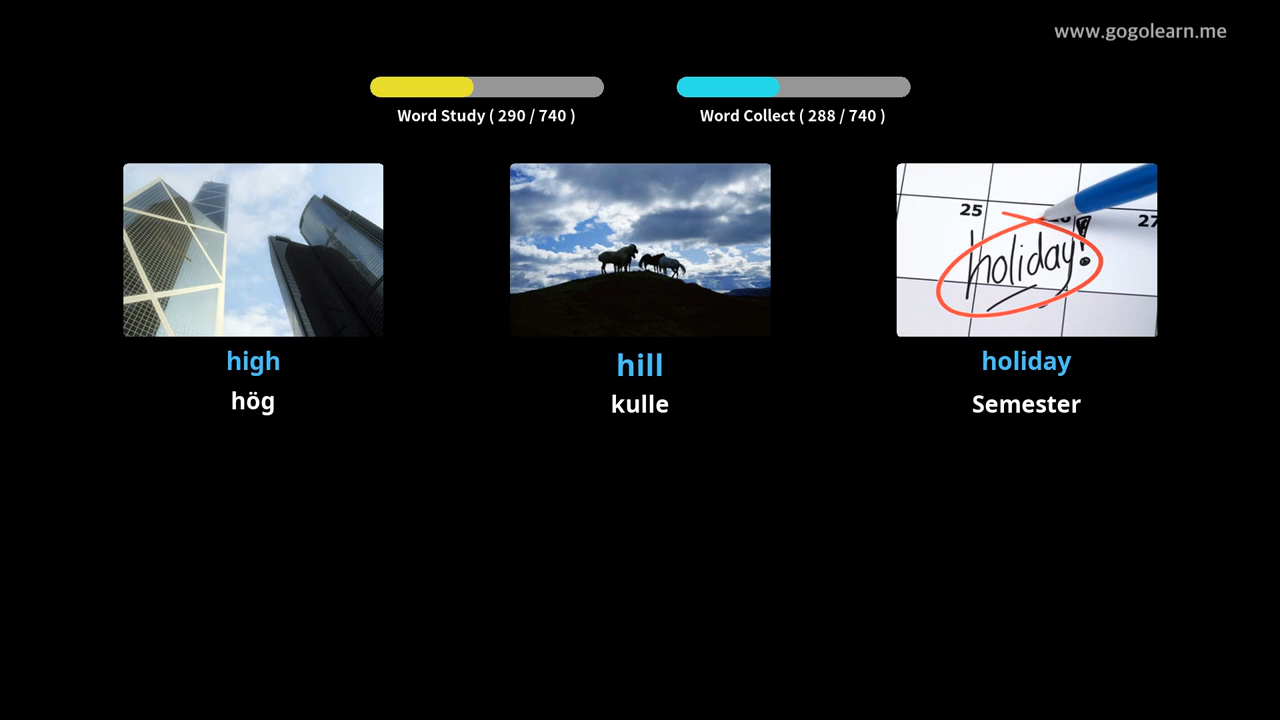 www.gogolearn.me
Word Study ( 290 / 740 )
Word Collect ( 288 / 740 )
25
27
holiday!
high
hill
holiday
hög
kulle
Semester